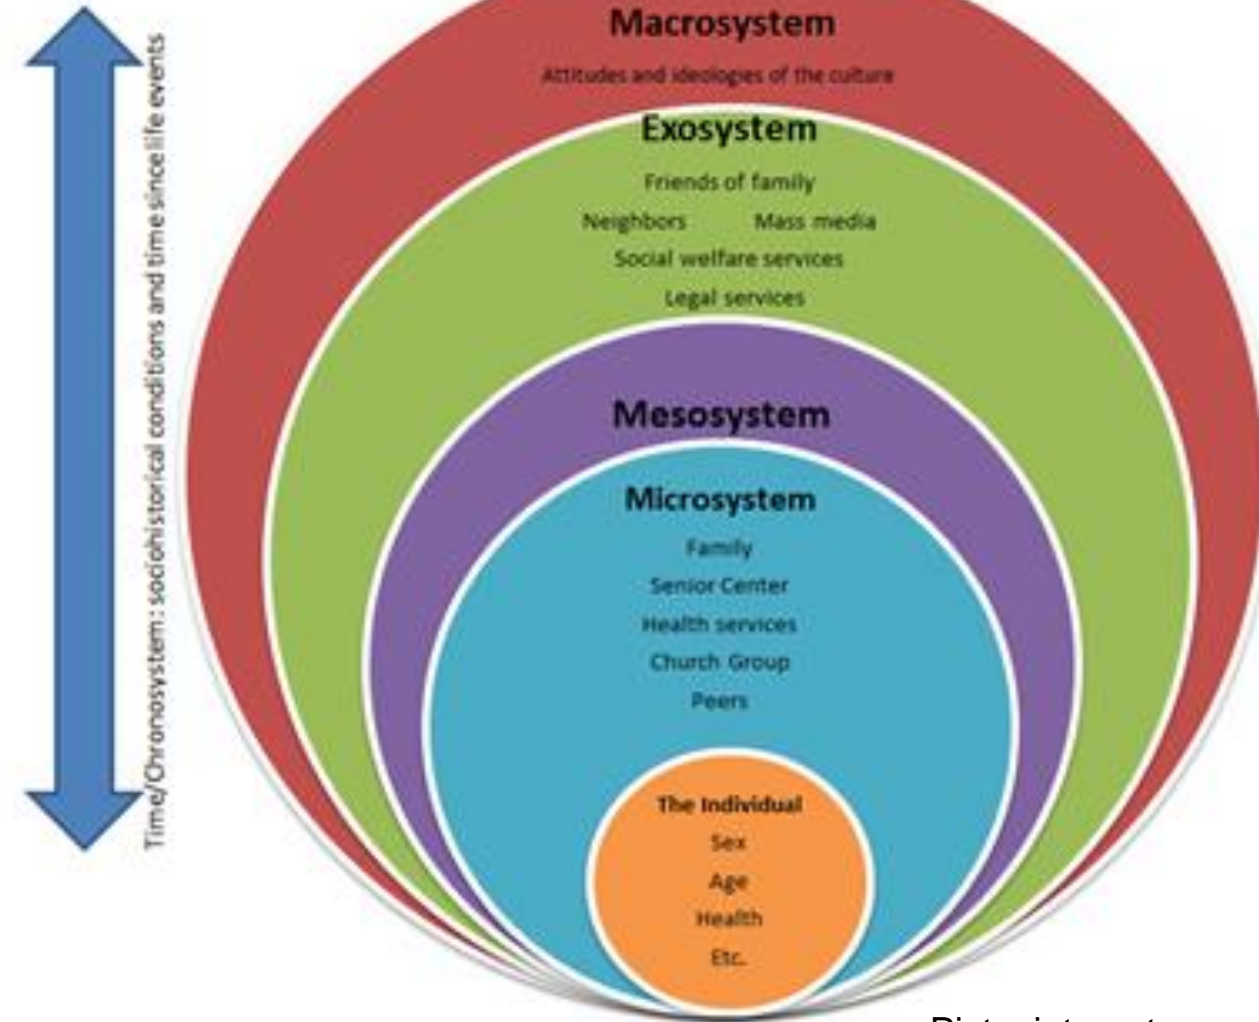 Macrosystem
Attitudes and ideologies of the culture
Exosystem
Friends of family
Neighbors Mass media
Social welfare services
Legal services
Mesosystem
Microsystem
Family
Senior Center
Health services
Church Group
Peers
The Individual
Sex
Age
Health
Etc.
Time/Chronosystem: sociohistorical conditions and time since life events